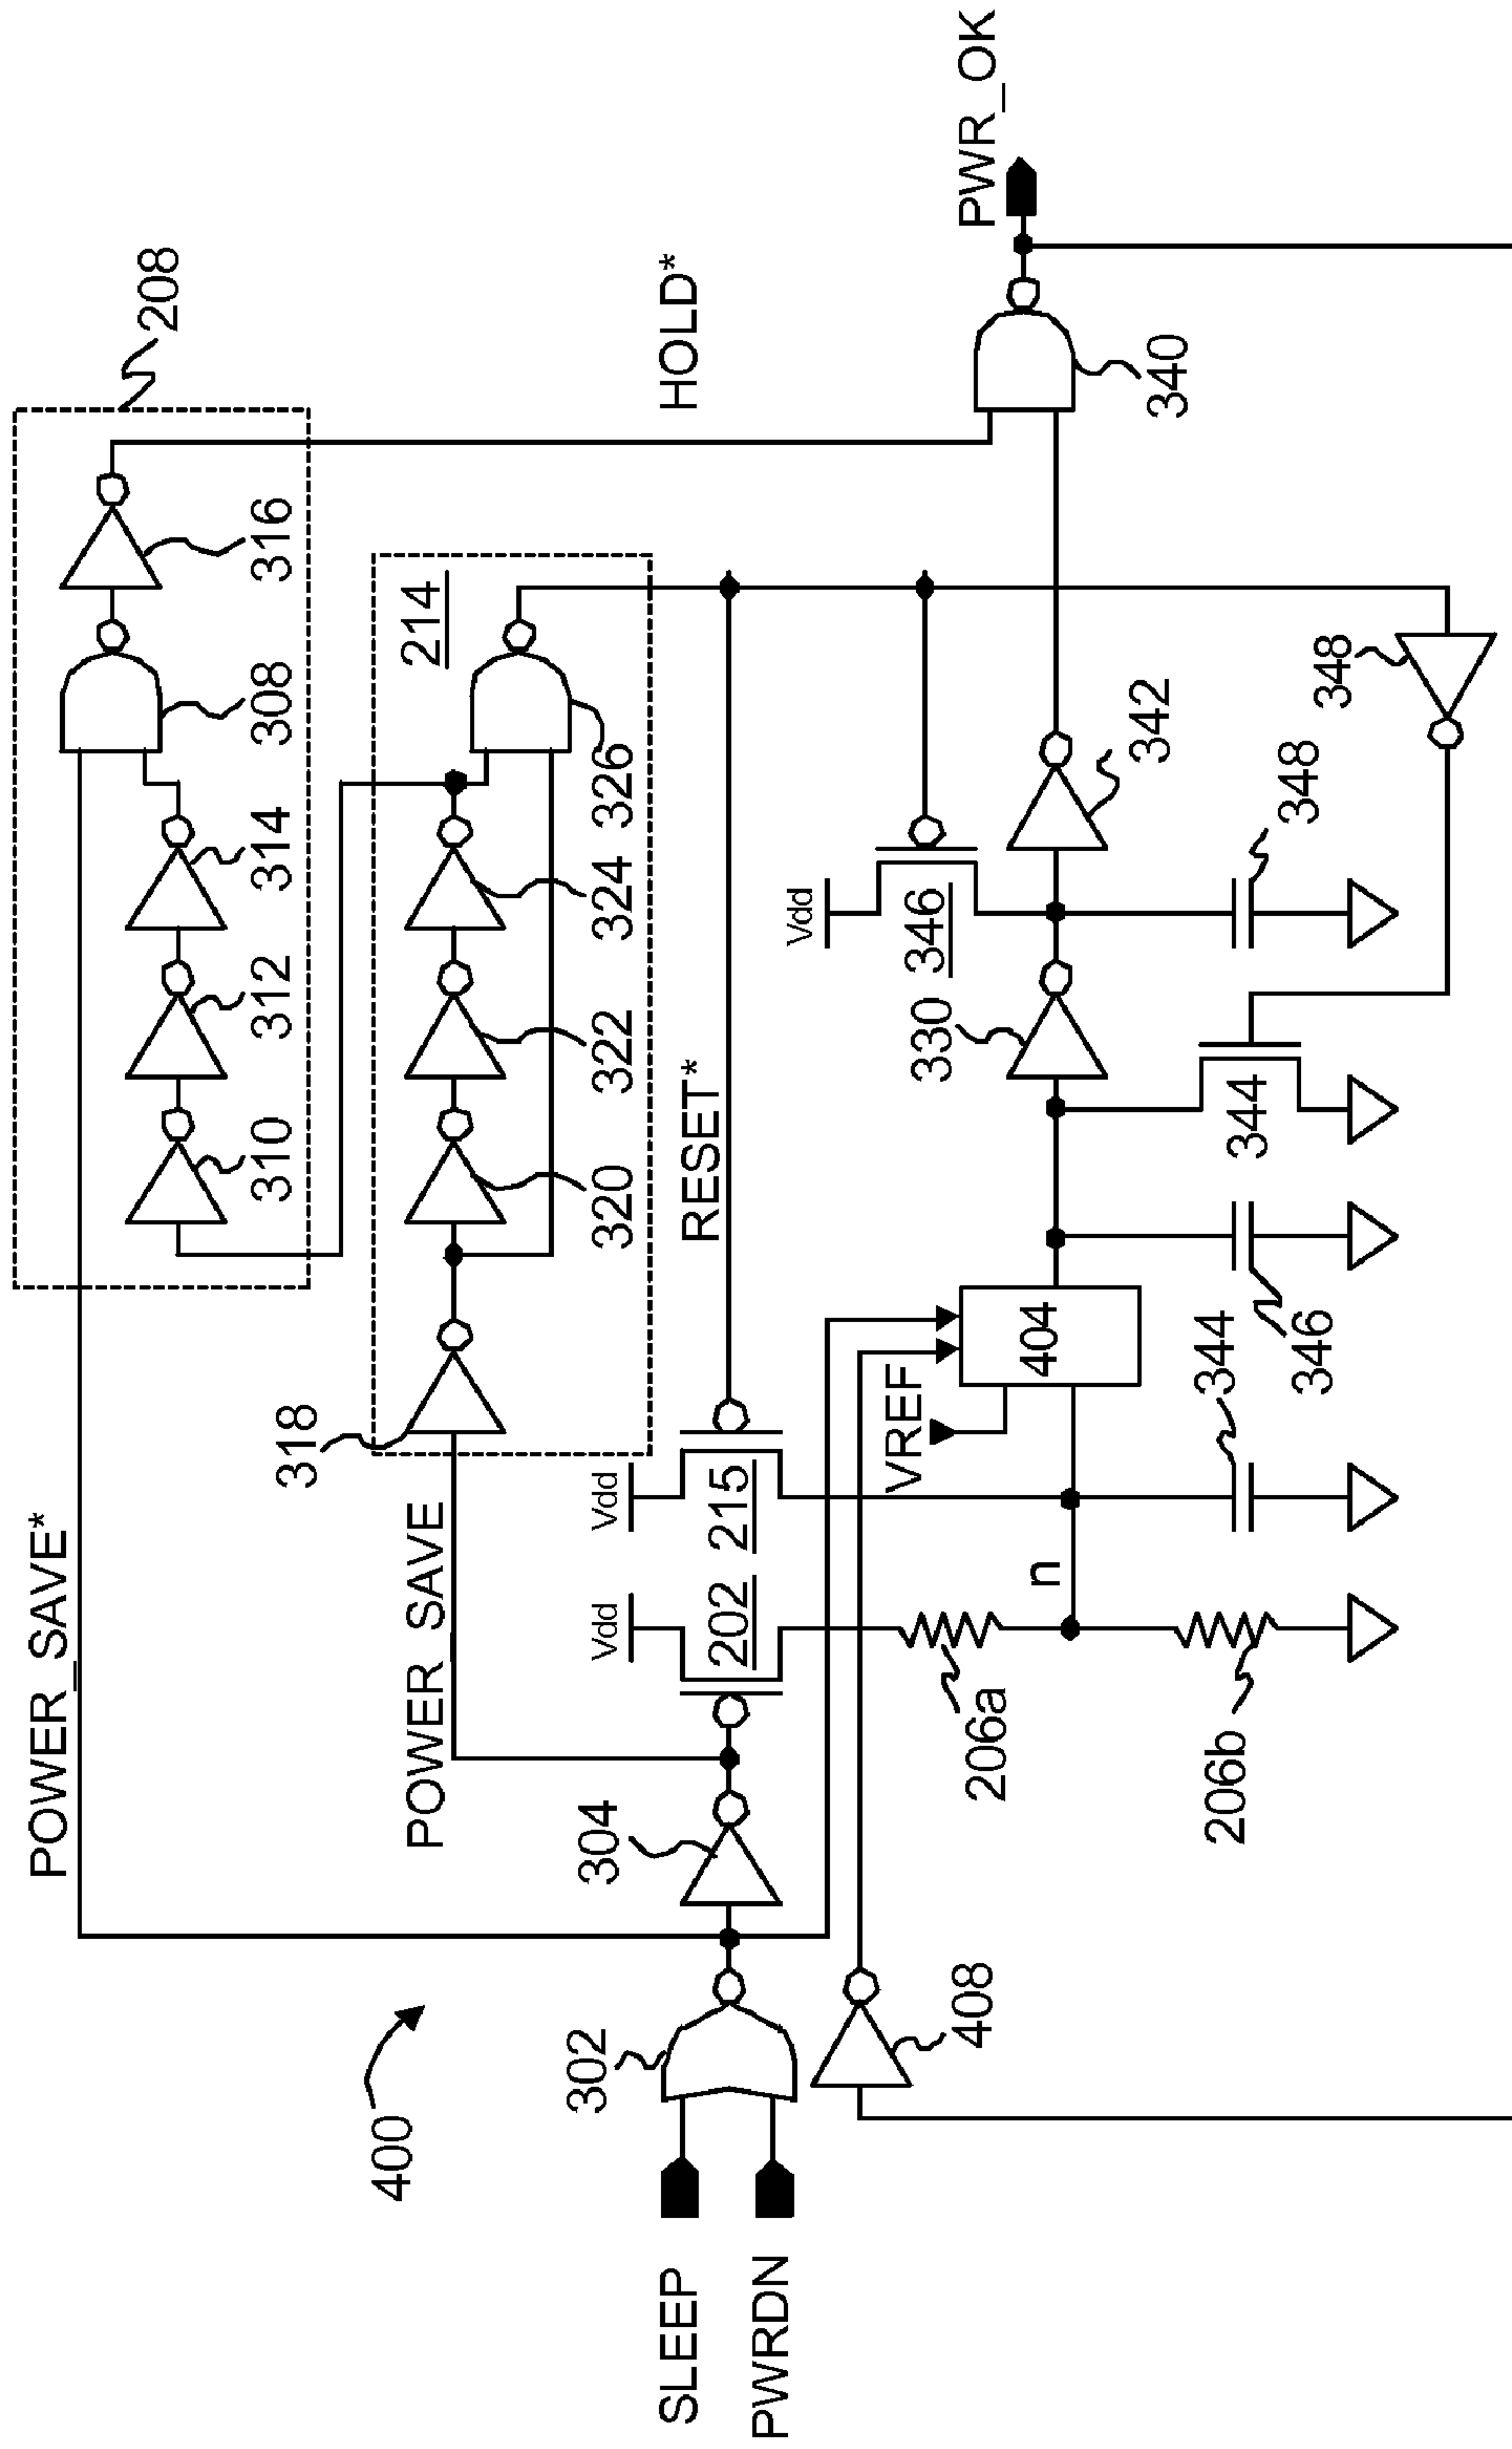 POWER_SAVE*
208
310
312
314
308
316
POWER_SAVE
318
214
320
322
324
326
HOLD*
400
302
304
SLEEP
PWRDN
Vdd
202
Vdd
215
RESET*
408
VREF
206a
n
404
206b
344
346
330
344
Vdd
346
342
348
348
340
PWR_OK